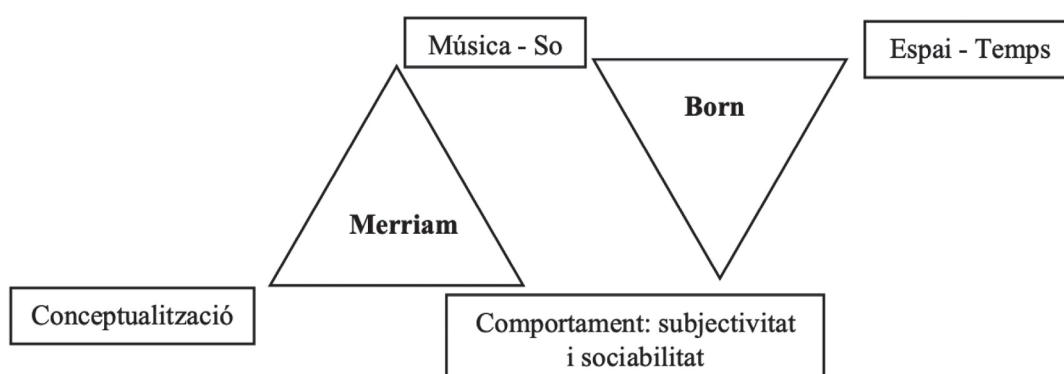 Música - So
Espai - Temps
Born
Merriam
Conceptualització
Comportament: subjectivitat
i sociabilitat